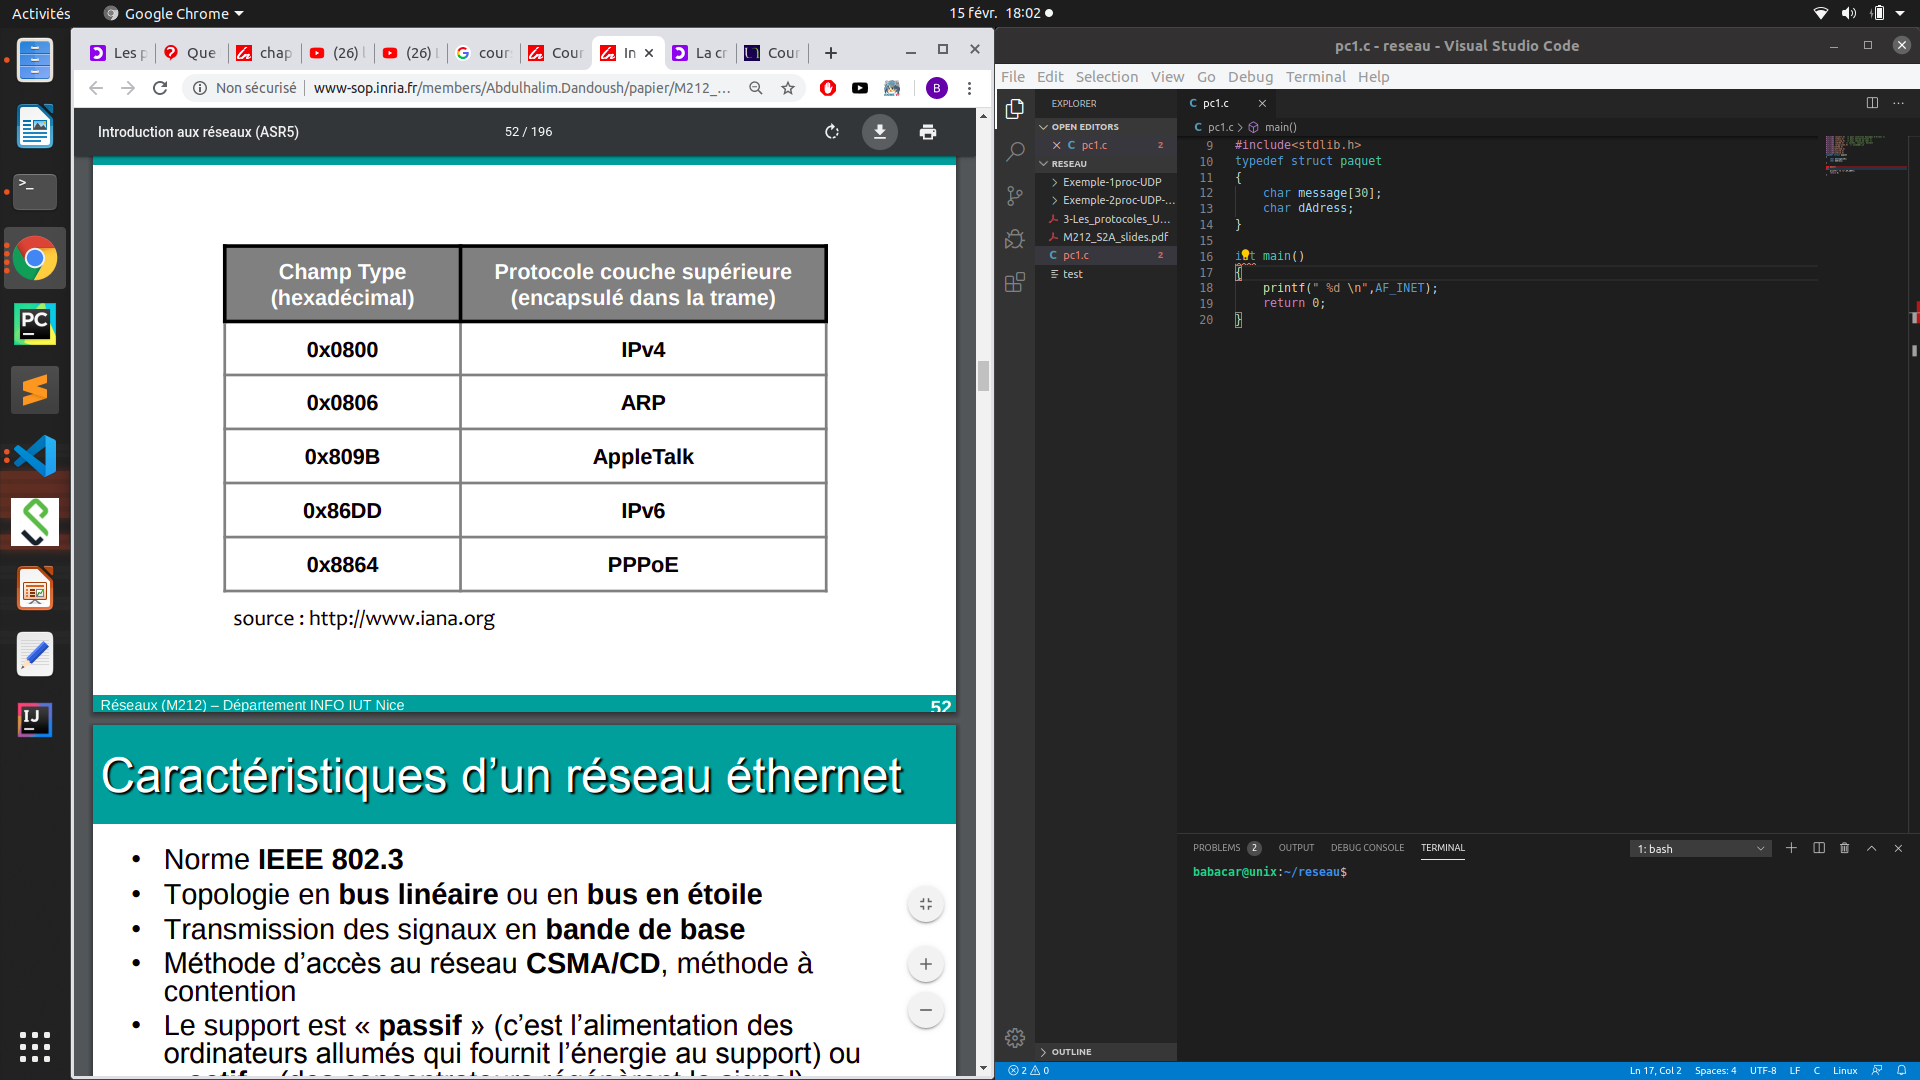 Activités
Google Chrome
15 févr. 18:02
Les p
Que
chap
(26)
(26)
cour
Cour
In
La cr
Cour
Non sécurisé
www-sop.inria.fr/members/Abdulhalim.Dandoush/papier/M212_...
B
Introduction aux réseaux (ASR5)
52 / 196
Champ Type (hexadécimal)
Protocole couche supérieure (encapsulé dans la trame)
0x0800
IPv4
0x0806
ARP
0x809B
AppleTalk
0x86DD
IPv6
0x8864
PPPoE
source : http://www.iana.org
Réseaux (M212) – Département INFO IUT Nice
52
Caractéristiques d’un réseau éthernet
• Norme IEEE 802.3
• Topologie en bus linéaire ou en bus en étoile
• Transmission des signaux en bande de base
• Méthode d’accès au réseau CSMA/CD, méthode à
contention
• Le support est « passif » (c’est l’alimentation des
ordinateurs allumés qui fournit l’énergie au support) ou
pc1.c - reseau - Visual Studio Code
File Edit Selection View Go Debug Terminal Help
EXPLORER
OPEN EDITORS
C pc1.c 2
RESEAU
Exemple-1proc-UDP
Exemple-2proc-UDP-...
3-Les_protocoles_U...
M212_S2A_slides.pdf
C pc1.c 2
test
OUTLINE
C pc1.c
C pc1.c > main()
9 #include<stdlib.h>
10 typedef struct paquet
11 {
12 char message[30];
13 char dAdress;
14 }
15
16 int main()
17 {
18 printf(" %d \n",AF_INET);
19 return 0;
20 }
PROBLEMS 2 OUTPUT DEBUG CONSOLE TERMINAL
1: bash
babacar@unix:~/reseau$
2 0
Ln 17, Col 2 Spaces: 4 UTF-8 LF C Linux
PC
IJ